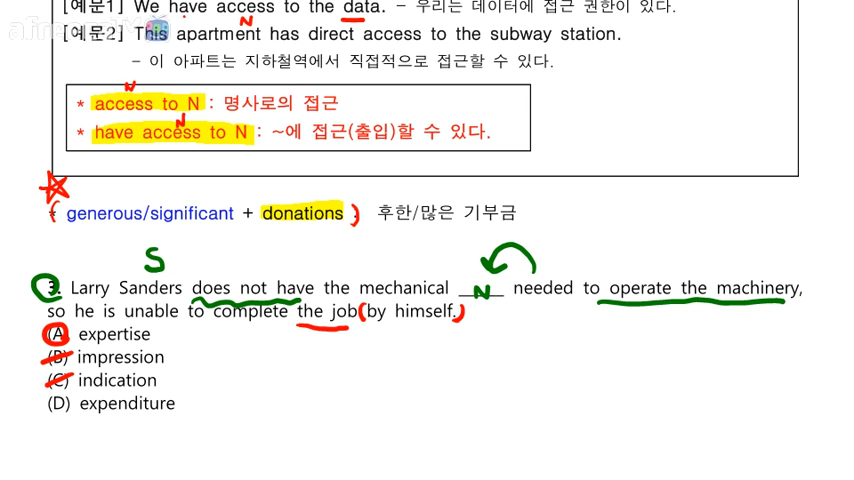 [예문1] We have access to the data. - 우리는 데이터에 접근 권한이 있다.
N
[예문2] This apartment has direct access to the subway station.
- 이 아파트는 지하철역에서 직접적으로 접근할 수 있다.
N
* access to N : 명사로의 접근
N
* have access to N : ~에 접근(출입)할 수 있다.
* ( generous/significant + donations : ) 후한/많은 기부금
S
3. Larry Sanders does not have the mechanical _____ needed to operate the machinery,
N
so he is unable to complete the job (by himself.)
(A) expertise
(B) impression
(C) indication
(D) expenditure